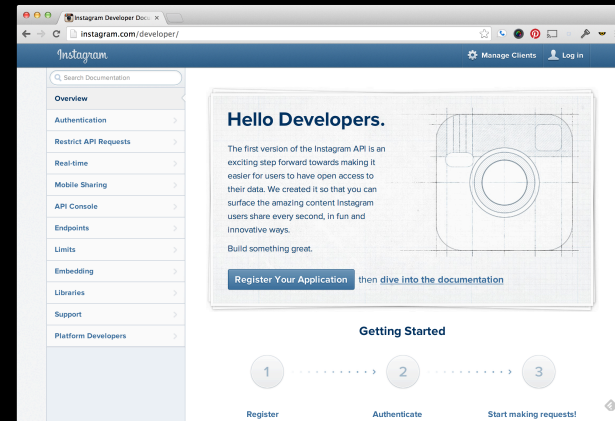 Instagram Developer Docu
instagram.com/developer/
Instagram
Manage Clients
Log in
Search Documentation
Overview
Authentication
Restrict API Requests
Real-time
Mobile Sharing
API Console
Endpoints
Limits
Embedding
Libraries
Support
Platform Developers
Hello Developers.
The first version of the Instagram API is an
exciting step forward towards making it
easier for users to have open access to
their data. We created it so that you can
surface the amazing content Instagram
users share every second, in fun and
innovative ways.
Build something great.
Register Your Application then dive into the documentation
Getting Started
1 2 3
Register Authenticate Start making requests!